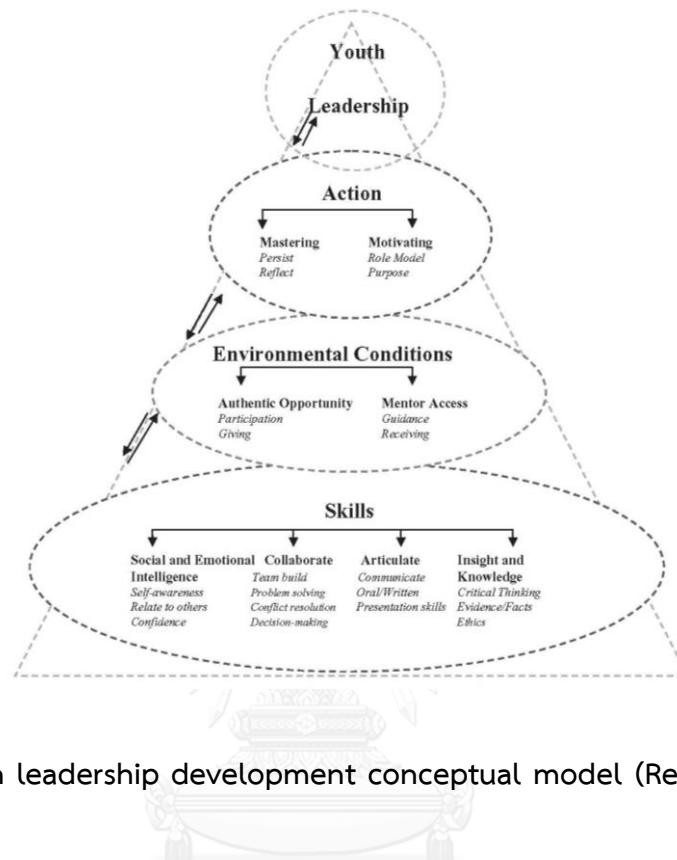 Youth
Leadership
Action
Mastering
Persist
Reflect
Motivating
Role Model
Purpose
Environmental Conditions
Authentic Opportunity
Participation
Giving
Mentor Access
Guidance
Receiving
Skills
Social and Emotional
Intelligence
Self-awareness
Relate to others
Confidence
Collaborate
Team build
Problem solving
Conflict resolution
Decision-making
Articulate
Communicate
Oral/Written
Presentation skills
Insight and
Knowledge
Critical Thinking
Evidence/Facts
Ethics
leadership development conceptual model (Re